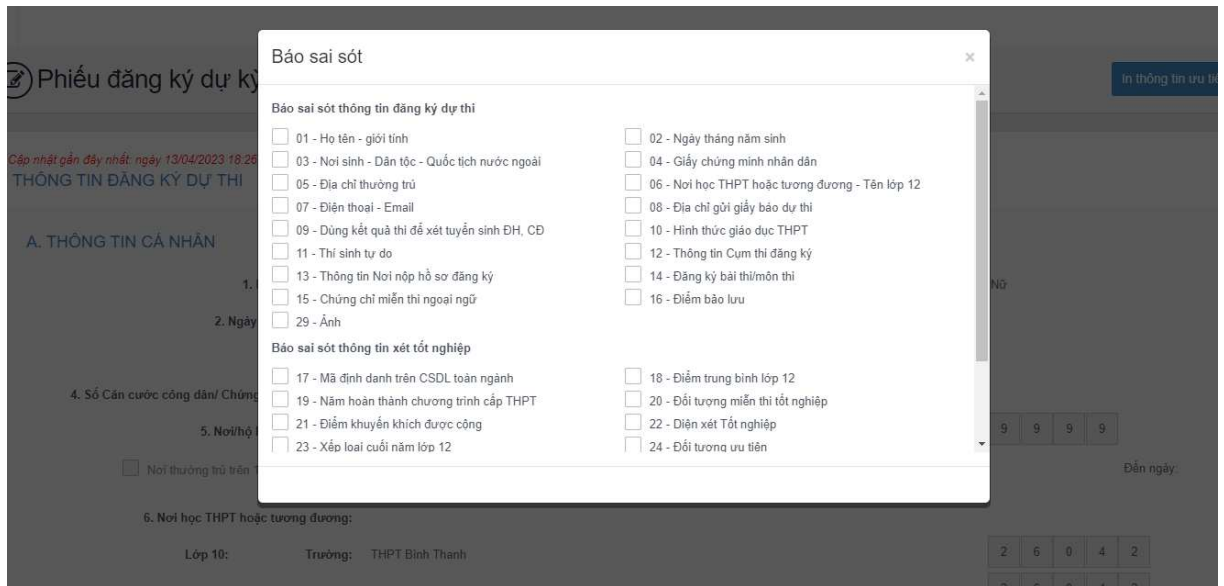 Báo sai sót
×
Phiếu đăng ký dự kỳ
In thông tin ưu
Báo sai sót thông tin đăng ký dự thi
01 - Họ tên - giới tính
02 - Ngày tháng năm sinh
Cập nhật gần đây nhất: ngày 13/04/2023 18:26
03 - Nơi sinh - Dân tộc - Quốc tịch nước ngoài
04 - Giấy chứng minh nhân dân
THÔNG TIN ĐĂNG KÝ DỰ THI
05 - Địa chỉ thường trú
06 - Nơi học THPT hoặc tương đương - Tên lớp 12
07 - Điện thoại - Email
08 - Địa chỉ gửi giấy báo dự thi
09 - Dùng kết quả thi để xét tuyển sinh ĐH, CĐ
10 - Hình thức giáo dục THPT
A. THÔNG TIN CÁ NHÂN
11 - Thí sinh tự do
12 - Thông tin Cụm thi đăng ký
13 - Thông tin Nơi nộp hồ sơ đăng ký
14 - Đăng ký bài thi/môn thi
1.
Nữ
15 - Chứng chỉ miễn thi ngoại ngữ
16 - Điểm bảo lưu
2. Ngày
29 - Ảnh
Báo sai sót thông tin xét tốt nghiệp
17 - Mã định danh trên CSDL toàn ngành
18 - Điểm trung bình lớp 12
4. Số Căn cước công dân/ Chứng
19 - Năm hoàn thành chương trình cấp THPT
20 - Đối tượng miễn thi tốt nghiệp
21 - Điểm khuyến khích được cộng
22 - Diện xét Tốt nghiệp
5. Nơi/hộ
9 9 9 9
23 - Xếp loại cuối năm lớp 12
24 - Đối tượng ưu tiên
Nơi thường trú trên
Đến ngày:
6. Nơi học THPT hoặc tương đương:
Lớp 10: Trường: THPT Bình Thanh
2 6 0 4 2